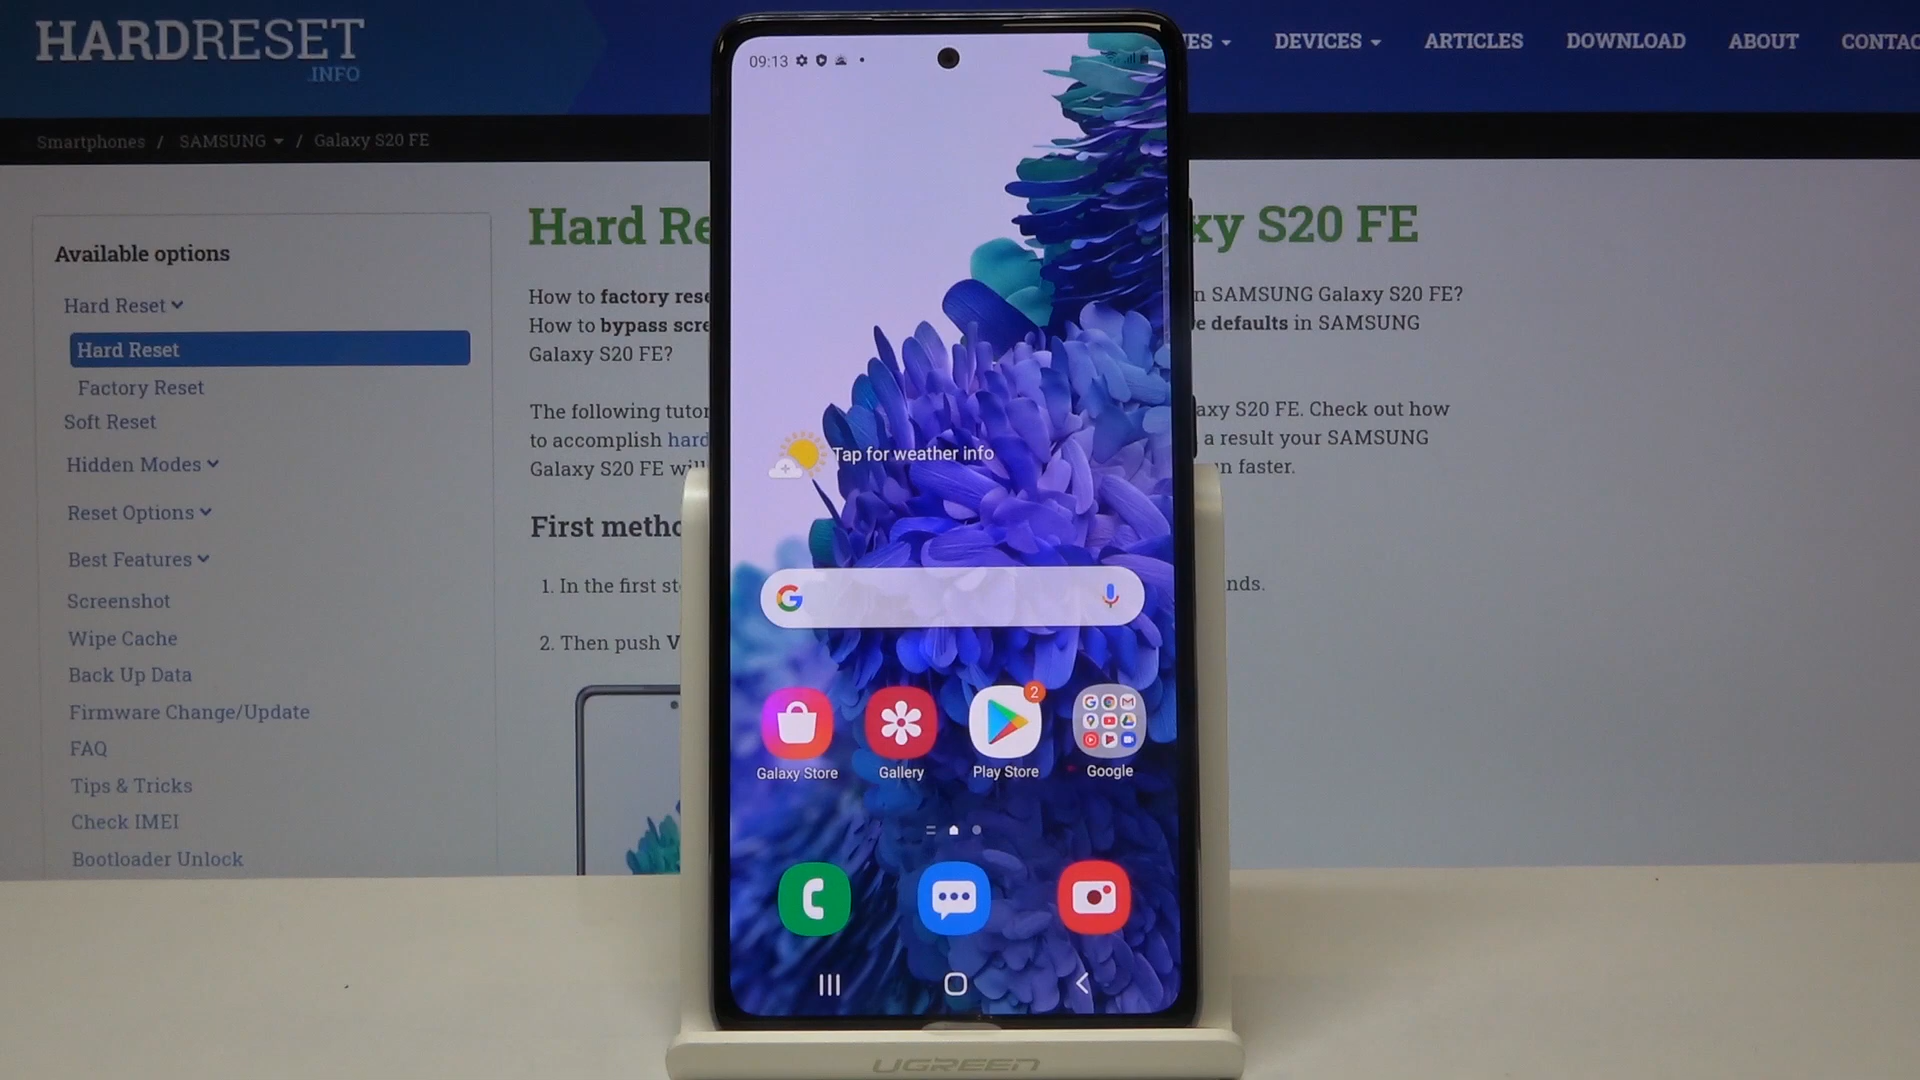 HARDRESET
.INFO
DEVICES
ARTICLES
DOWNLOAD
ABOUT
Smartphones / SAMSUNG / Galaxy S20 FE
Available options
Hard Reset
Hard Reset
Factory Reset
Soft Reset
Hidden Modes
Reset Options
Best Features
Screenshot
Wipe Cache
Back Up Data
Firmware Change/Update
FAQ
Tips & Tricks
Check IMEI
Bootloader Unlock
Hard Re
xy S20 FE
How to factory rese
n SAMSUNG Galaxy S20 FE?
How to bypass scre
e defaults in SAMSUNG
Galaxy S20 FE?
The following tutor
axy S20 FE. Check out how
to accomplish hard
a result your SAMSUNG
Galaxy S20 FE wil
n faster.
First metho
1. In the first st
nds.
2. Then push V
09:13
Tap for weather info
G
2
Galaxy Store
Gallery
Play Store
Google
UGREEN